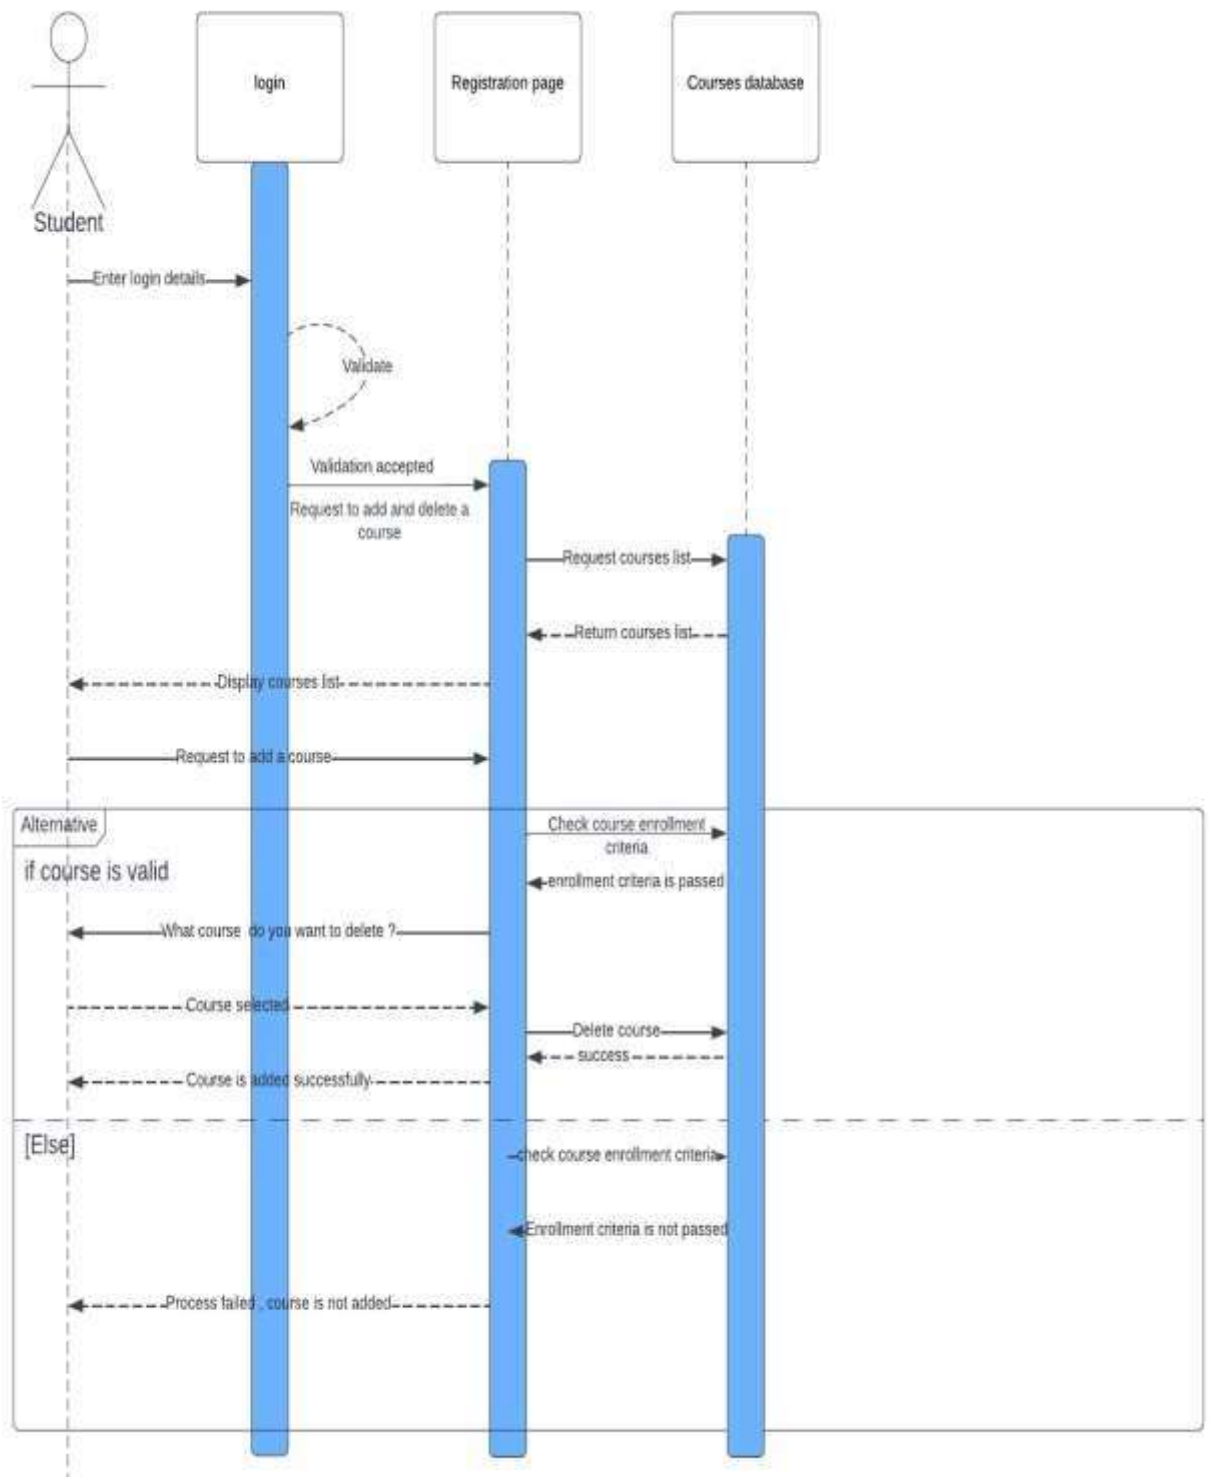 login
Registration page
Courses database
Student
Enter login details
Validate
Validation accepted
Request to add and delete a
course
Request courses list
Return courses list
Display courses list
Request to add a course
Alternative
Check course enrollment
criteria
if course is valid
enrollment criteria is passed
What course do you want to delete ?
Course selected
Delete course
success
Course is added successfully
[Else]
check course enrollment criteria
Enrollment criteria is not passed
Process failed , course is not added